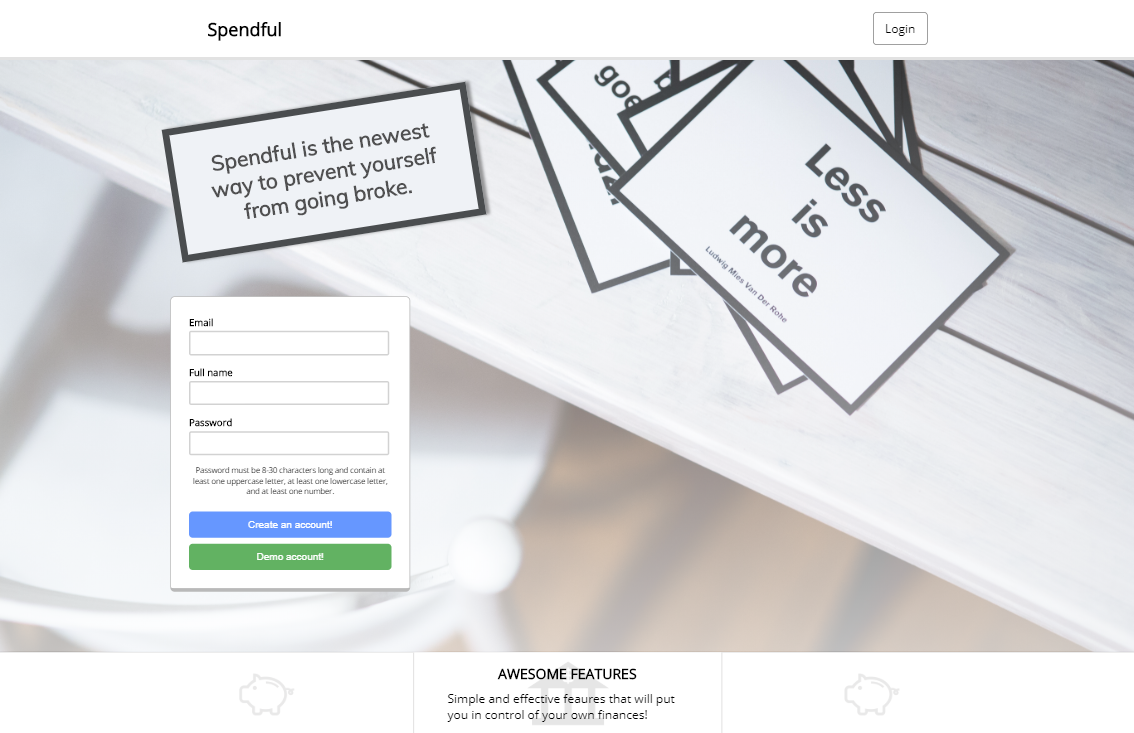 Spendful
Login
goe
Less
is
more
Ludwig Mies Van Der Rohe
Spendful is the newest
way to prevent yourself
from going broke.
Email
Full name
Password
Password must be 8-30 characters long and contain at
least one uppercase letter, at least one lowercase letter,
and at least one number.
Create an account!
Demo account!
AWESOME FEATURES
Simple and effective feaures that will put
you in control of your own finances!